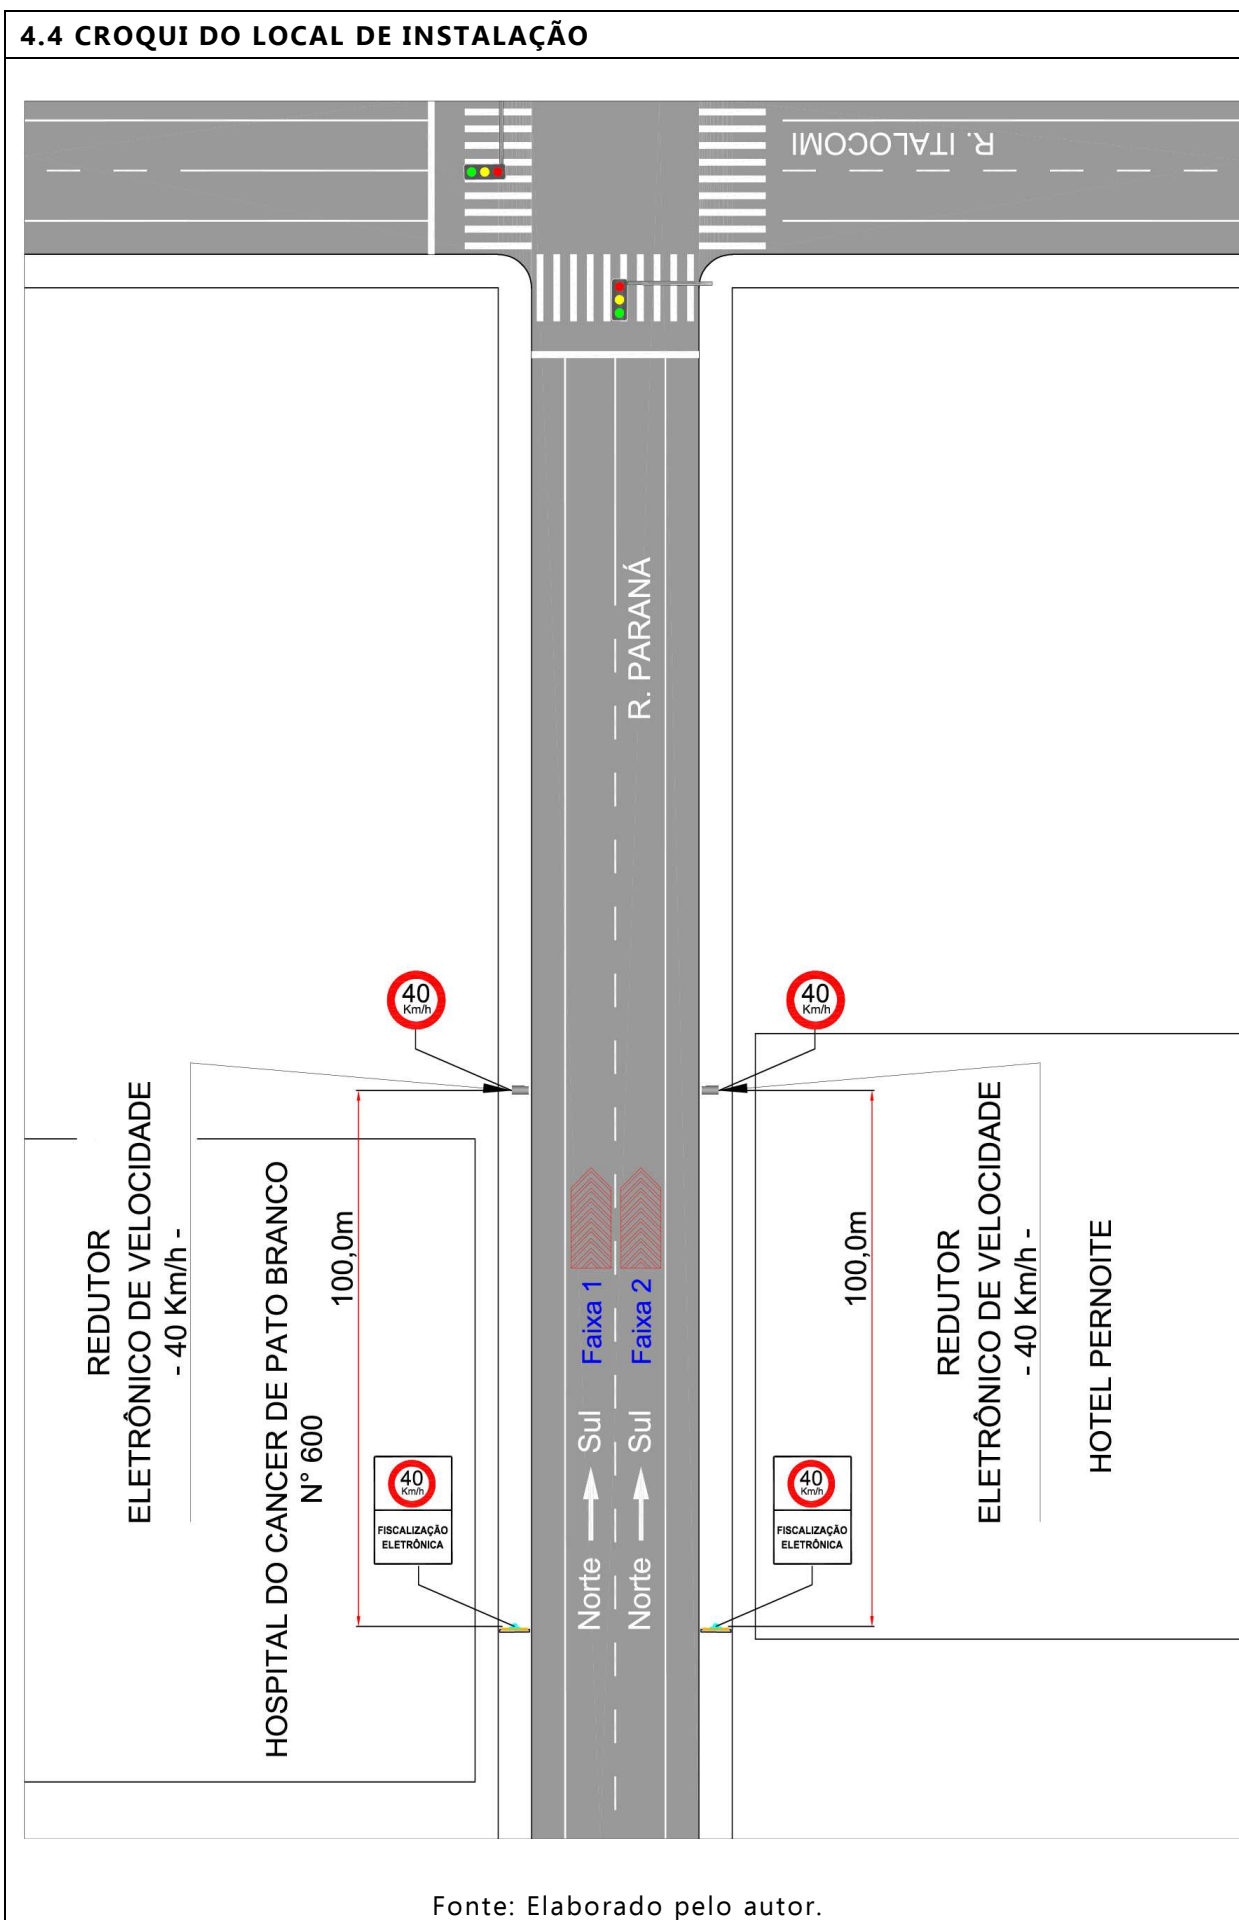 4.4 CROQUI DO LOCAL DE INSTALAÇÃO
R. ITALOCOMI
R. PARANÁ
40
Km/h
40
Km/h
REDUTOR
ELETRÔNICO DE VELOCIDADE
- 40 Km/h -
HOSPITAL DO CANCER DE PATO BRANCO
N° 600
100,0m
40
Km/h
FISCALIZAÇÃO
ELETRÔNICA
Norte Sul Faixa 1
Norte Sul Faixa 2
40
Km/h
FISCALIZAÇÃO
ELETRÔNICA
100,0m
REDUTOR
ELETRÔNICO DE VELOCIDADE
- 40 Km/h -
HOTEL PERNOITE
Fonte: Elaborado pelo autor.